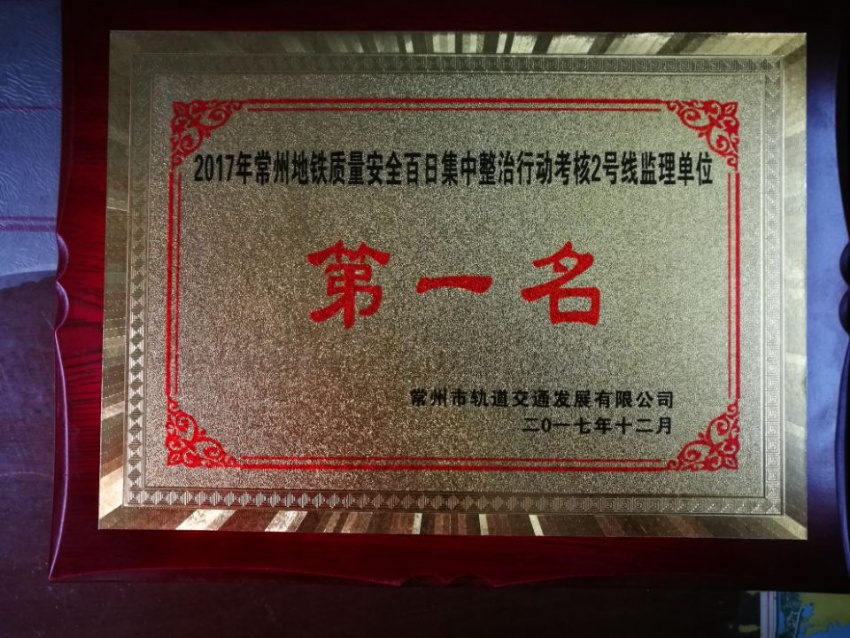 2017年常州地铁质量安全百日集中整治行动考核2号线监理单位
第一名
常州市轨道交通发展有限公司
二0一七年十二月